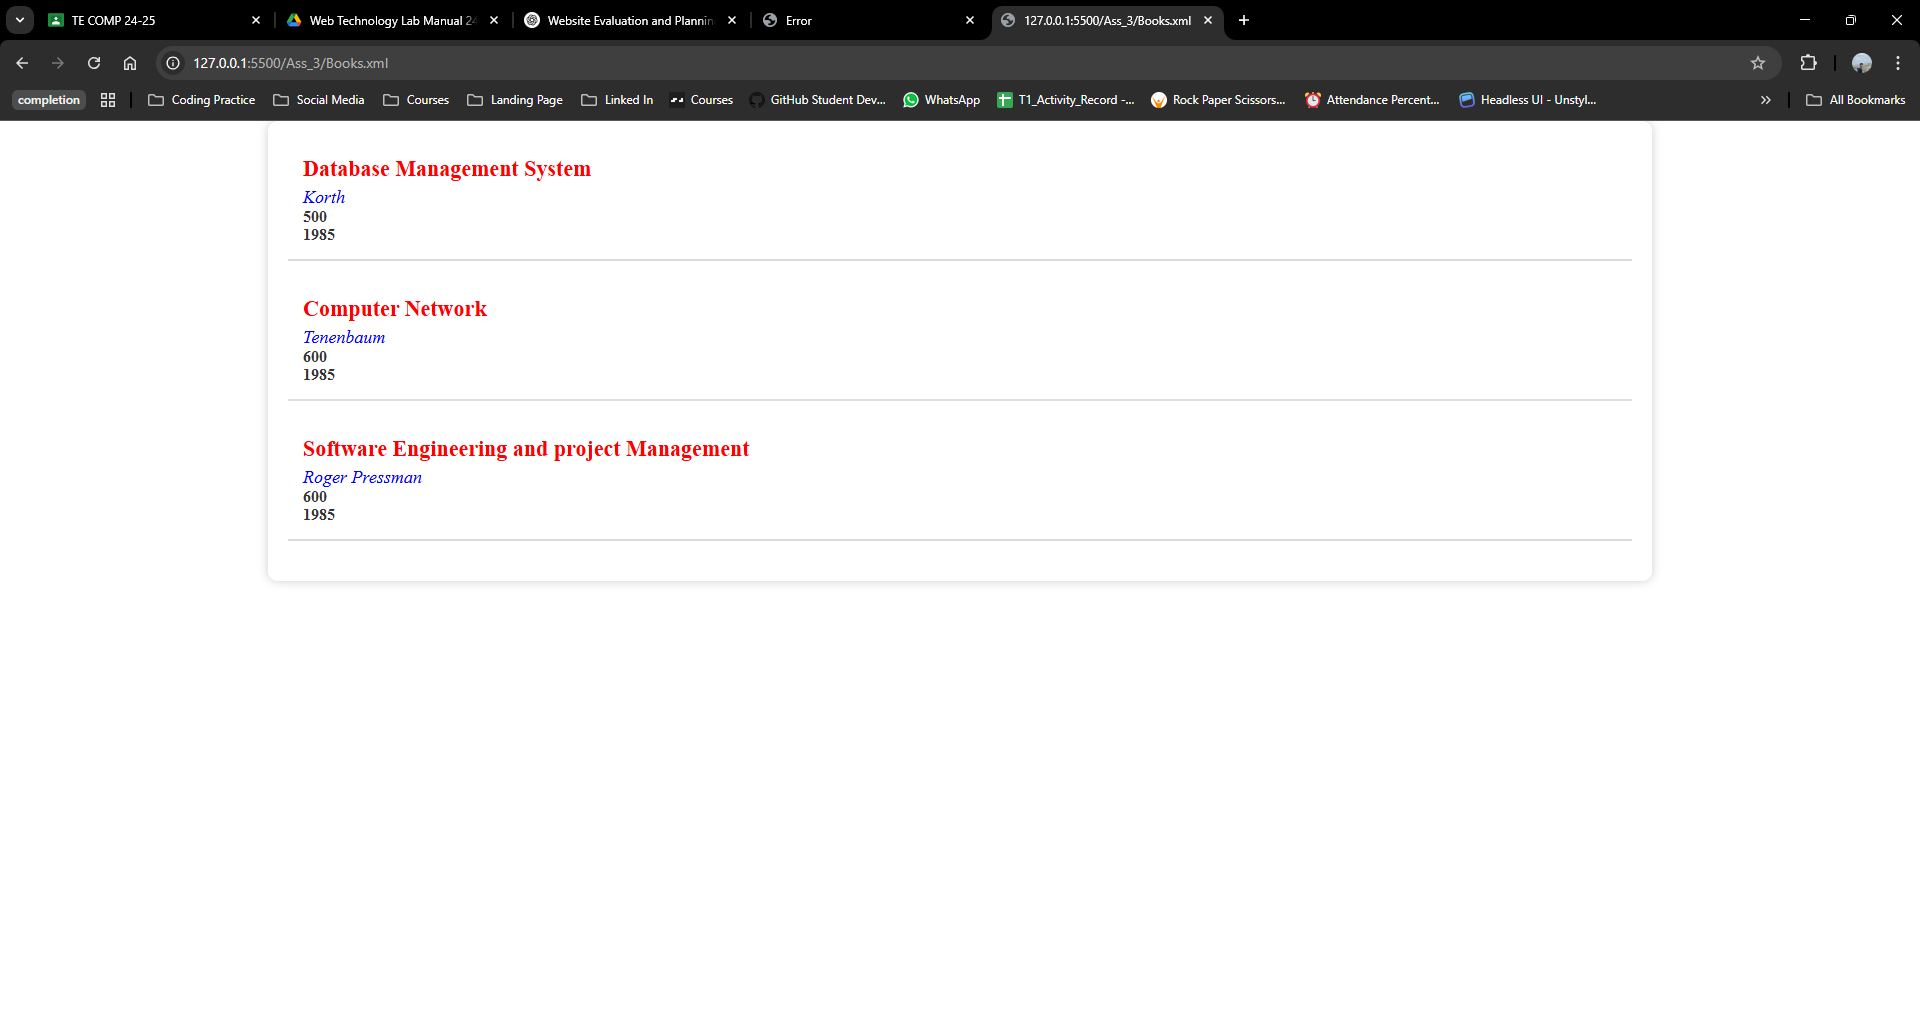 TE COMP 24-25
Web Technology Lab Manual 24
Website Evaluation and Plannin
Error
127.0.0.1:5500/Ass_3/Books.xml
127.0.0.1:5500/Ass_3/Books.xml
completion
Coding Practice
Social Media
Courses
Landing Page
Linked In
Courses
GitHub Student Dev...
WhatsApp
T1_Activity_Record -...
Rock Paper Scissors...
Attendance Percent...
Headless UI - Unstyl...
All Bookmarks
Database Management System
Korth
500
1985
Computer Network
Tenenbaum
600
1985
Software Engineering and project Management
Roger Pressman
600
1985